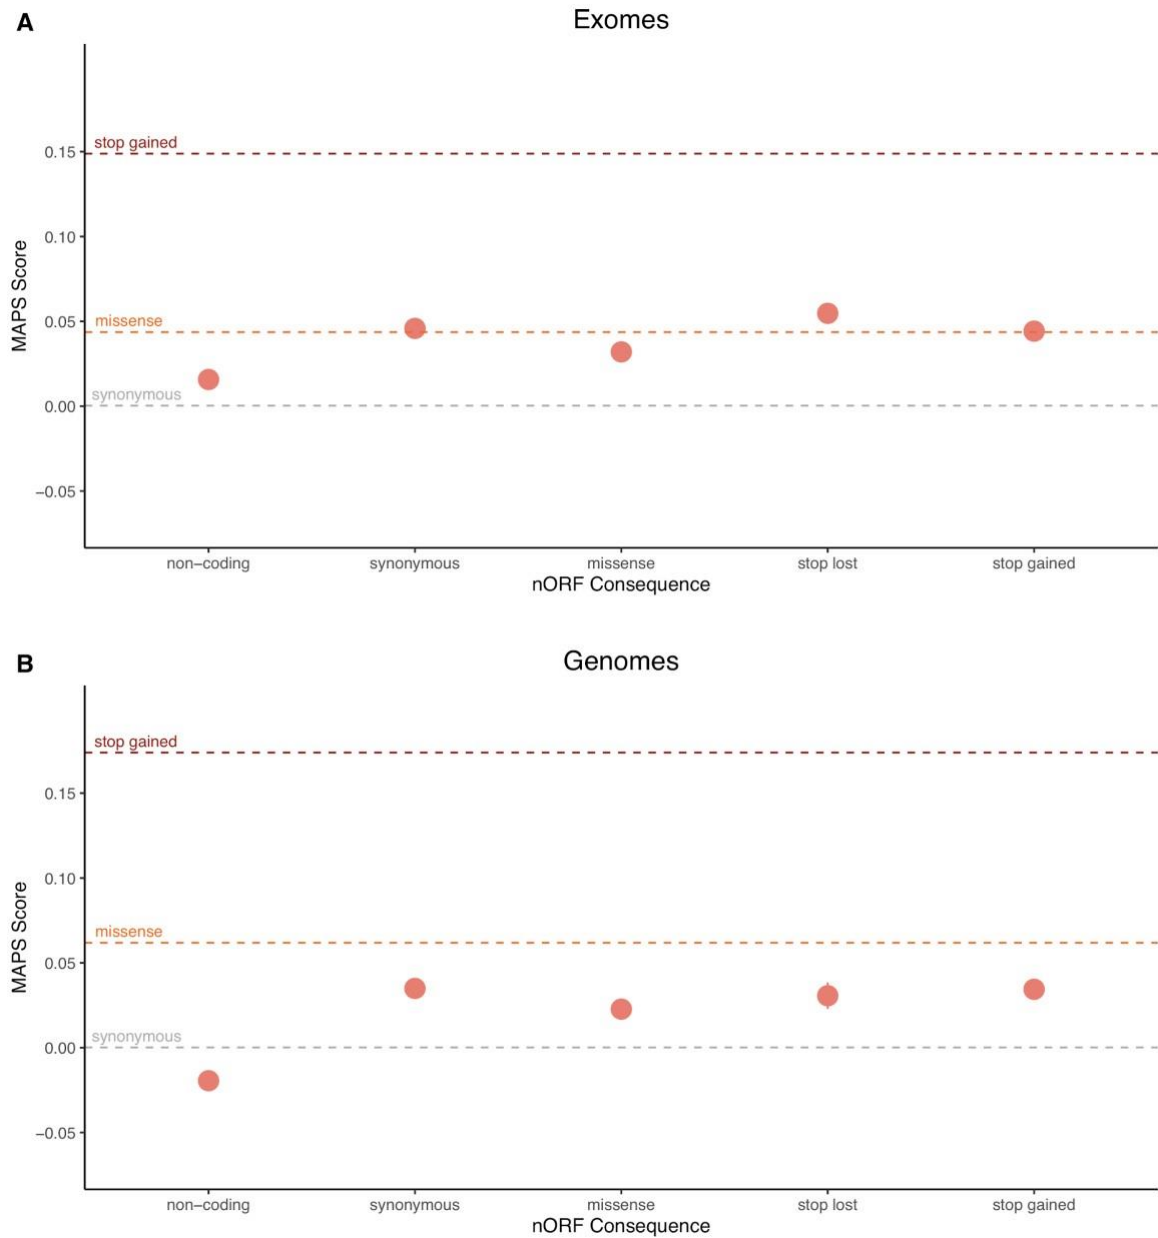 A
Exomes
stop gained
0.15
0.10
MAPS Score
missense
0.05
synonymous
0.00
−0.05
non−coding synonymous missense stop lost stop gained
nORF Consequence
B
Genomes
stop gained
0.15
0.10
MAPS Score
missense
0.05
synonymous
0.00
−0.05
non−coding synonymous missense stop lost stop gained
nORF Consequence